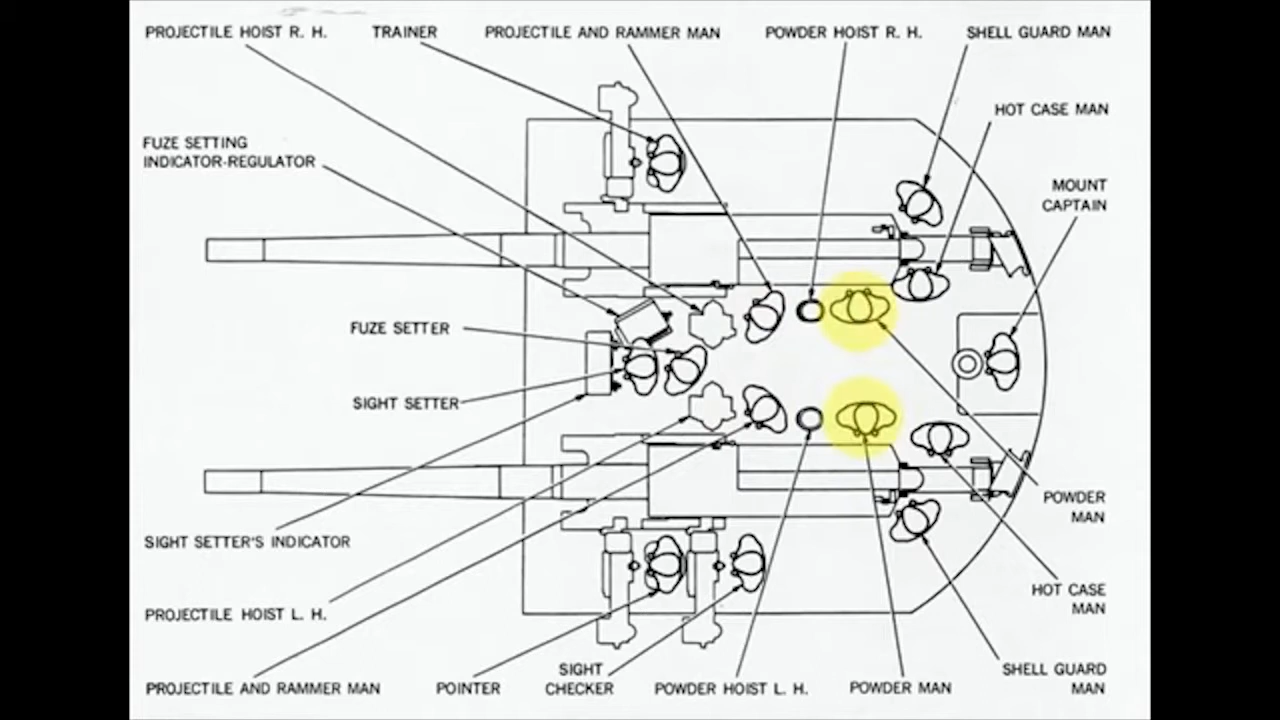 PROJECTILE HOIST R. H.
TRAINER
PROJECTILE AND RAMMER MAN
POWDER HOIST R. H.
SHELL GUARD MAN
HOT CASE MAN
FUZE SETTING
INDICATOR-REGULATOR
MOUNT
CAPTAIN
FUZE SETTER
SIGHT SETTER
POWDER
MAN
SIGHT SETTER'S INDICATOR
HOT CASE
MAN
PROJECTILE HOIST L. H.
SHELL GUARD
MAN
PROJECTILE AND RAMMER MAN
POINTER
SIGHT
CHECKER
POWDER HOIST L. H.
POWDER MAN